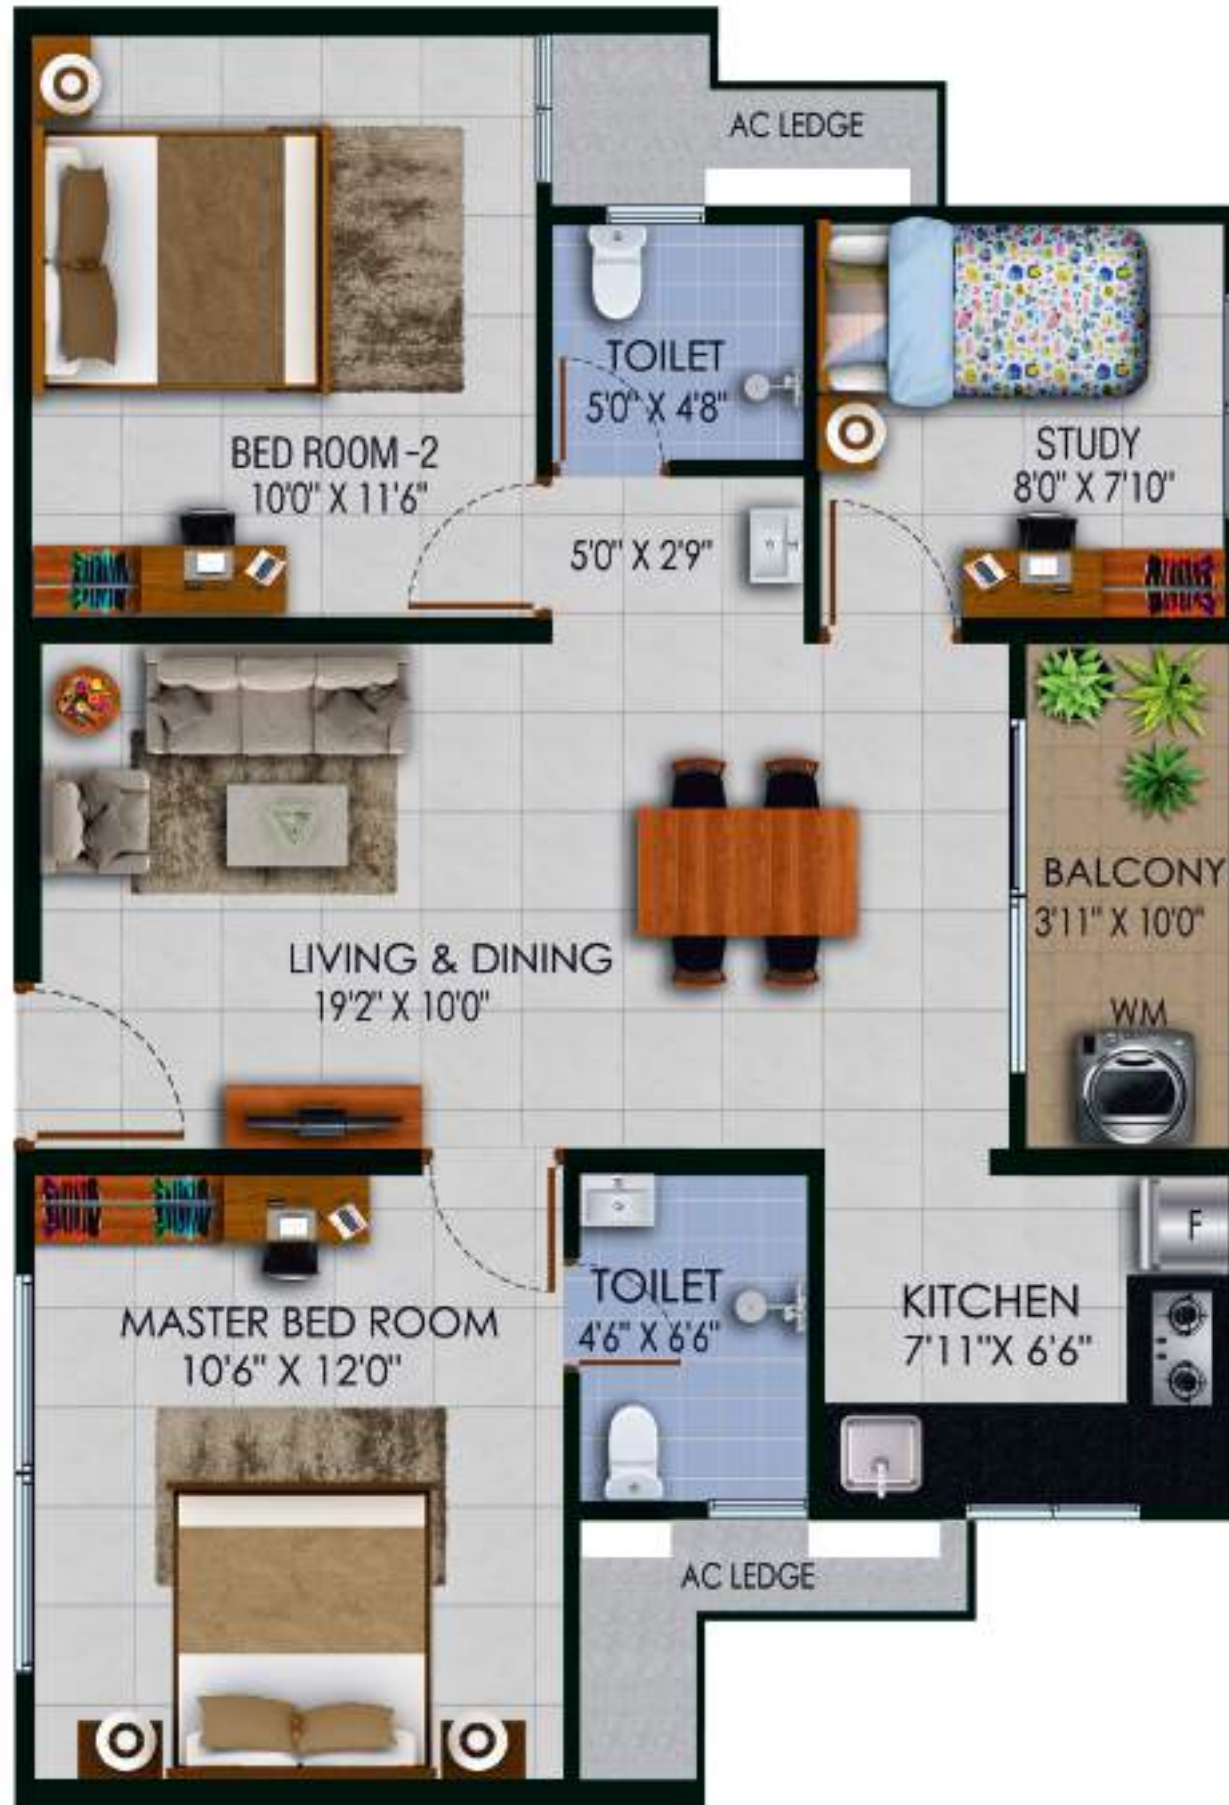 AC LEDGE
TOILET
5'0" X 4'8"
BED ROOM -2
10'0" X 11'6"
STUDY
8'0" X 7'10"
5'0" X 2'9"
BALCONY
3'11" X 10'0"
LIVING & DINING
19'2" X 10'0"
WM
F
TOILET
4'6" X 6'6"
KITCHEN
7'11"X 6'6"
MASTER BED ROOM
10'6" X 12'0"
AC LEDGE